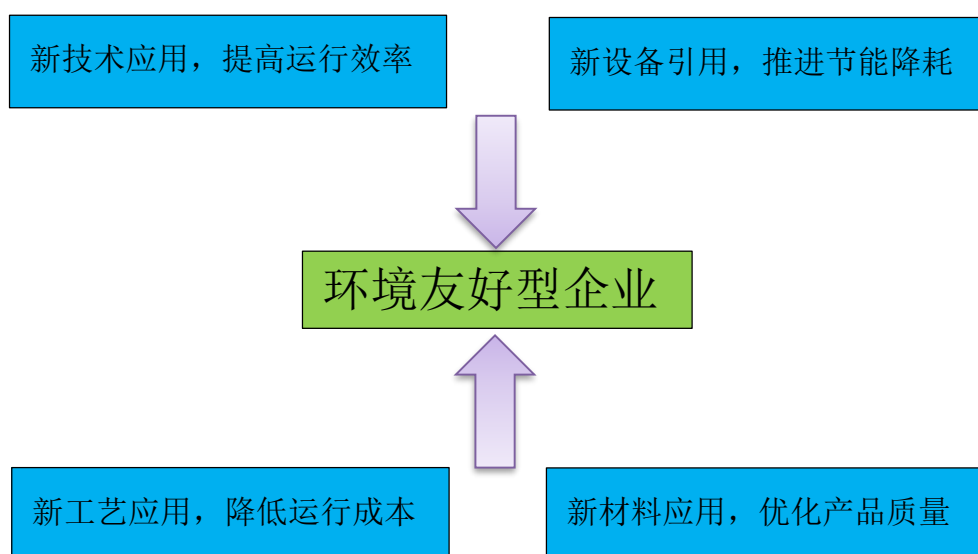 新技术应用，提高运行效率
新设备引用，推进节能降耗
环境友好型企业
新工艺应用，降低运行成本
新材料应用，优化产品质量